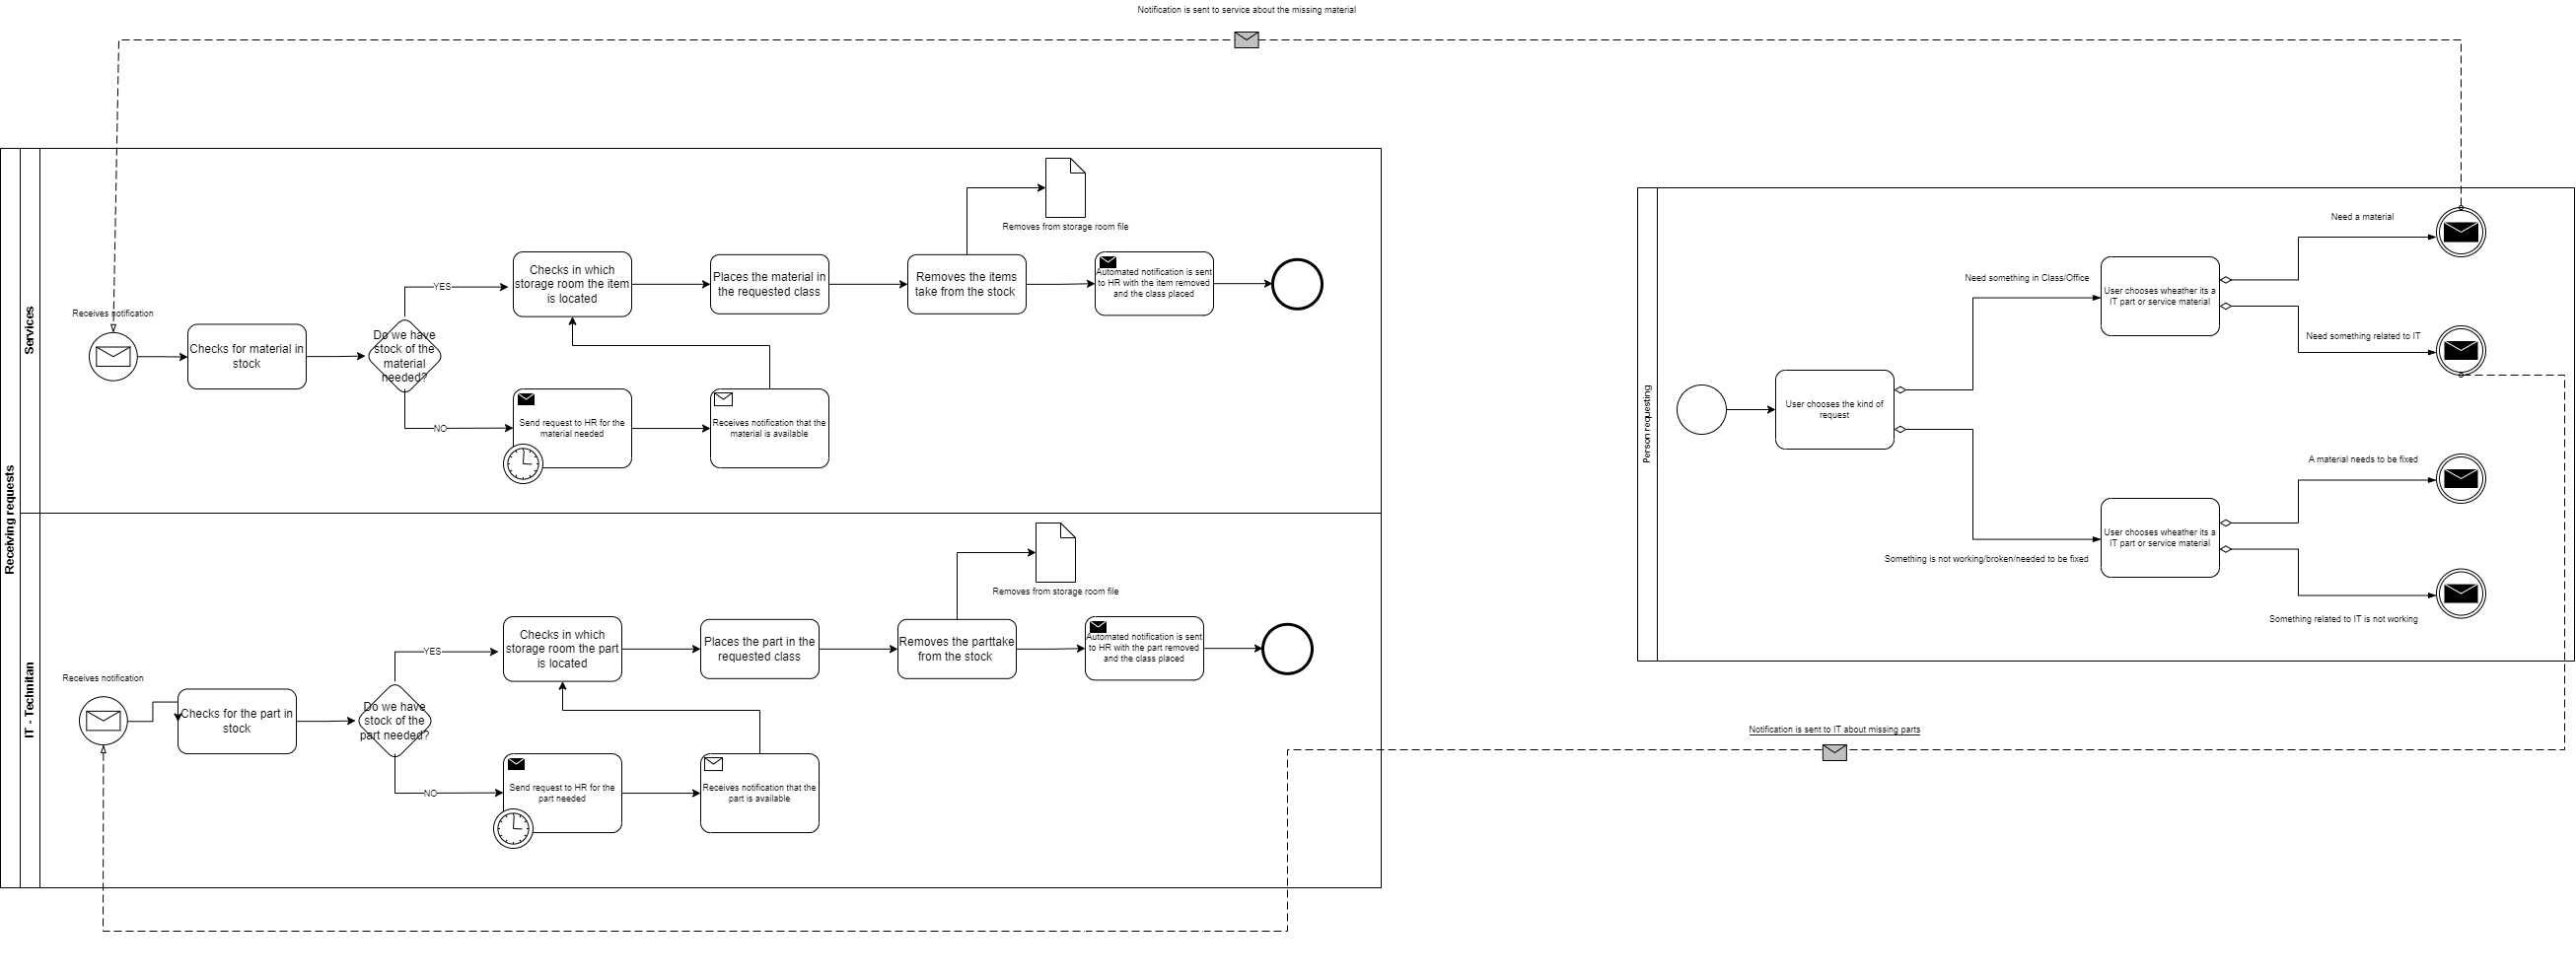 Notification is sent to service about the missing material
Receiving requests
Services
Receives notification
Checks for material in
stock
Do we have
stock of the
material
needed?
YES
NO
Checks in which
storage room the item
is located
Places the material in
the requested class
Removes the items
take from the stock
Removes from storage room file
Automated notification is sent
to HR with the item removed
and the class placed
Send request to HR for the
material needed
Receives notification that the
material is available
IT - Technitan
Receives notification
Checks for the part in
stock
Do we have
stock of the
part needed?
YES
NO
Checks in which
storage room the part
is located
Places the part in the
requested class
Removes the parttake
from the stock
Removes from storage room file
Automated notification is sent
to HR with the part removed
and the class placed
Send request to HR for the
part needed
Receives notification that the
part is available
Person requesting
User chooses the kind of
request
Need something in Class/Office
User chooses wheather its a
IT part or service material
Need a material
Need something related to IT
Something is not working/broken/needed to be fixed
User chooses wheather its a
IT part or service material
A material needs to be fixed
Something related to IT is not working
Notification is sent to IT about missing parts